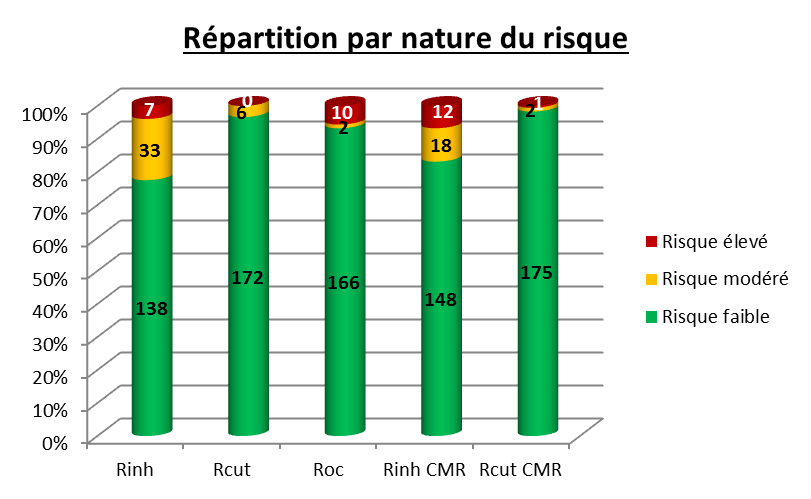 Répartition par nature du risque
100%
90%
80%
70%
60%
50%
40%
30%
20%
10%
0%
7
0
10
12
1
33
6
2
18
2
138
172
166
148
175
Rinh
Rcut
Roc
Rinh CMR
Rcut CMR
Risque élevé
Risque modéré
Risque faible